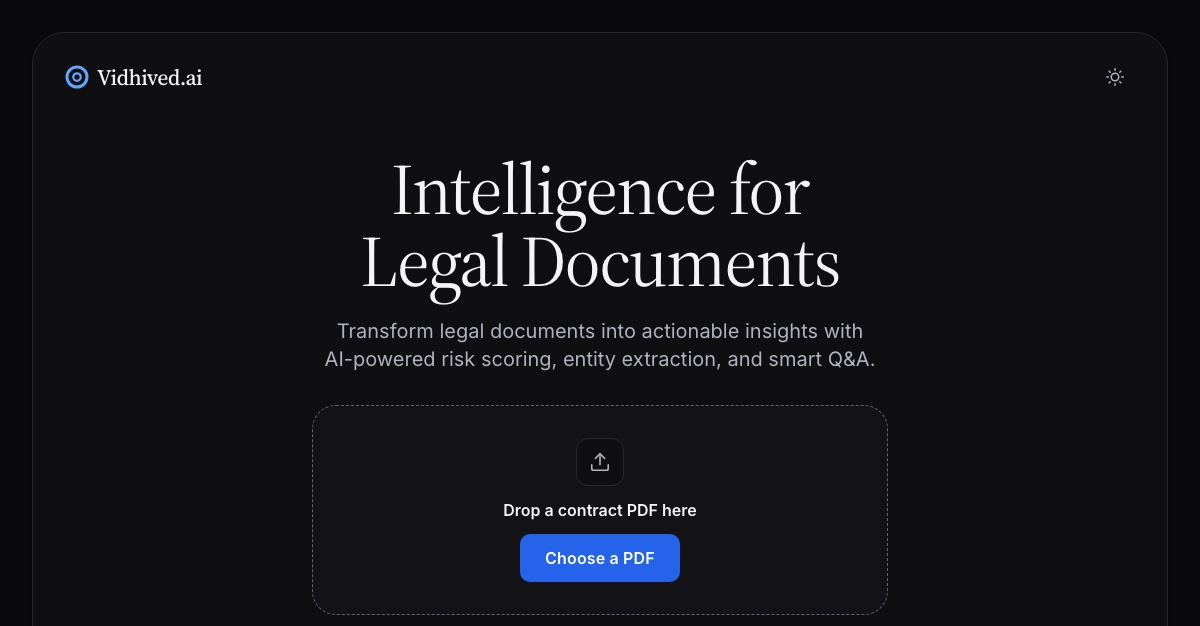 Vidhived.ai
Intelligence for
Legal Documents
Transform legal documents into actionable insights with
AI-powered risk scoring, entity extraction, and smart Q&A.
Drop a contract PDF here
Choose a PDF